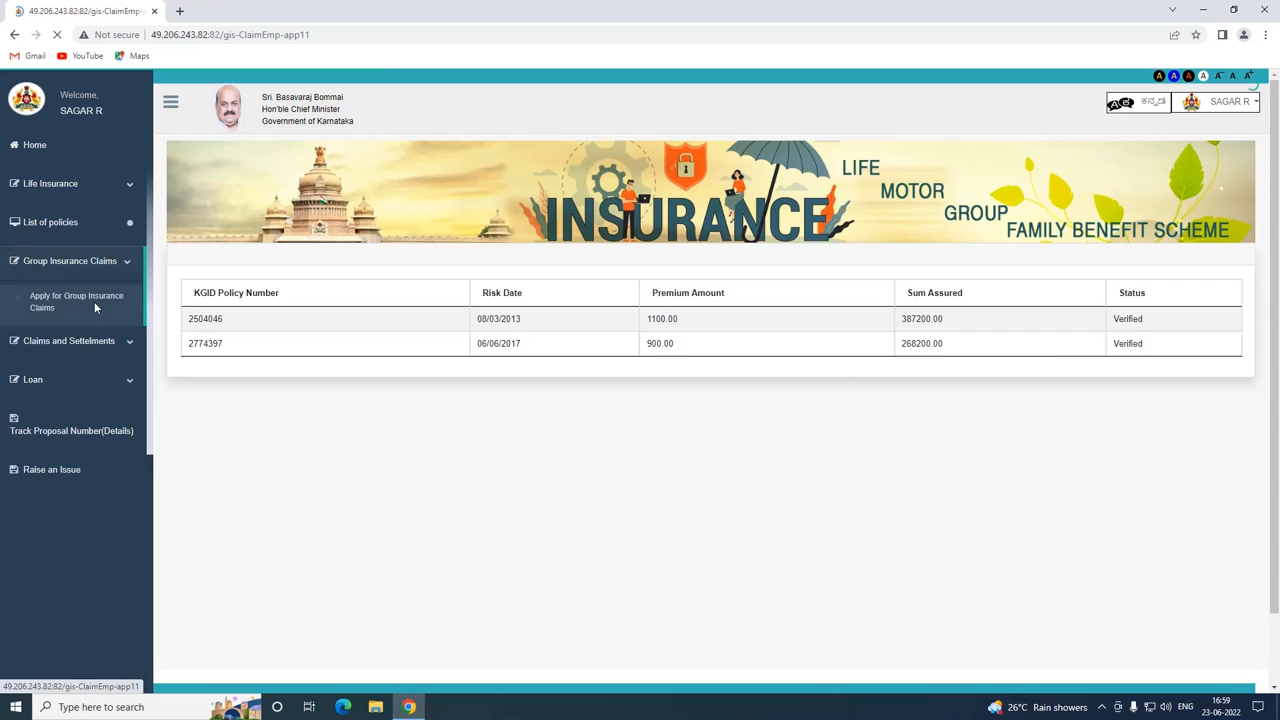 49.206.243.82:82/gis-ClaimEmp-ap
Not secure
49.206.243.82:82/gis-ClaimEmp-app11
Gmail
YouTube
Maps
A A A A A- A A+
Welcome,
SAGAR R
Sri. Basavaraj Bommai
Hon'ble Chief Minister
Government of Karnataka
ಕನ್ನಡ
SAGAR R
Home
Life Insurance
List of policies
Group Insurance Claims
Apply for Group Insurance
Claims
Claims and Settelments
Loan
Track Proposal Number(Details)
Raise an Issue
INSURANCE
LIFE
MOTOR
GROUP
FAMILY BENEFIT SCHEME
KGID Policy Number Risk Date Premium Amount Sum Assured Status
2504046 08/03/2013 1100.00 387200.00 Verified
2774397 06/06/2017 900.00 268200.00 Verified
49.206.243.82:82/gis-ClaimEmp-app11
Type here to search
26°C Rain showers
ENG
16:59
23-06-2022